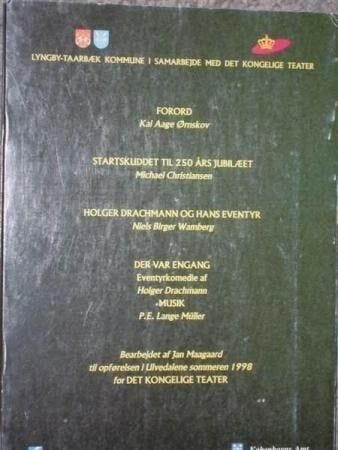 LYNGBY-TAARBÆK KOMMUNE I SAMARBEJDE MED DET KONGELIGE TEATER
FORORD
Kai Aage Ørnskov
STARTSKUDDET TIL 250 ÅRS JUBILÆET
Michael Christiansen
HOLGER DRACHMANN OG HANS EVENTYR
Niels Birger Wamberg
DER VAR ENGANG
Eventyrkomedie af
Holger Drachmann
MUSIK
P.E. Lange Müller
Bearbejdet af Jan Maagaard
til opførelsen i Ulvedalene sommeren 1998
for DET KONGELIGE TEATER
Københavns Amt